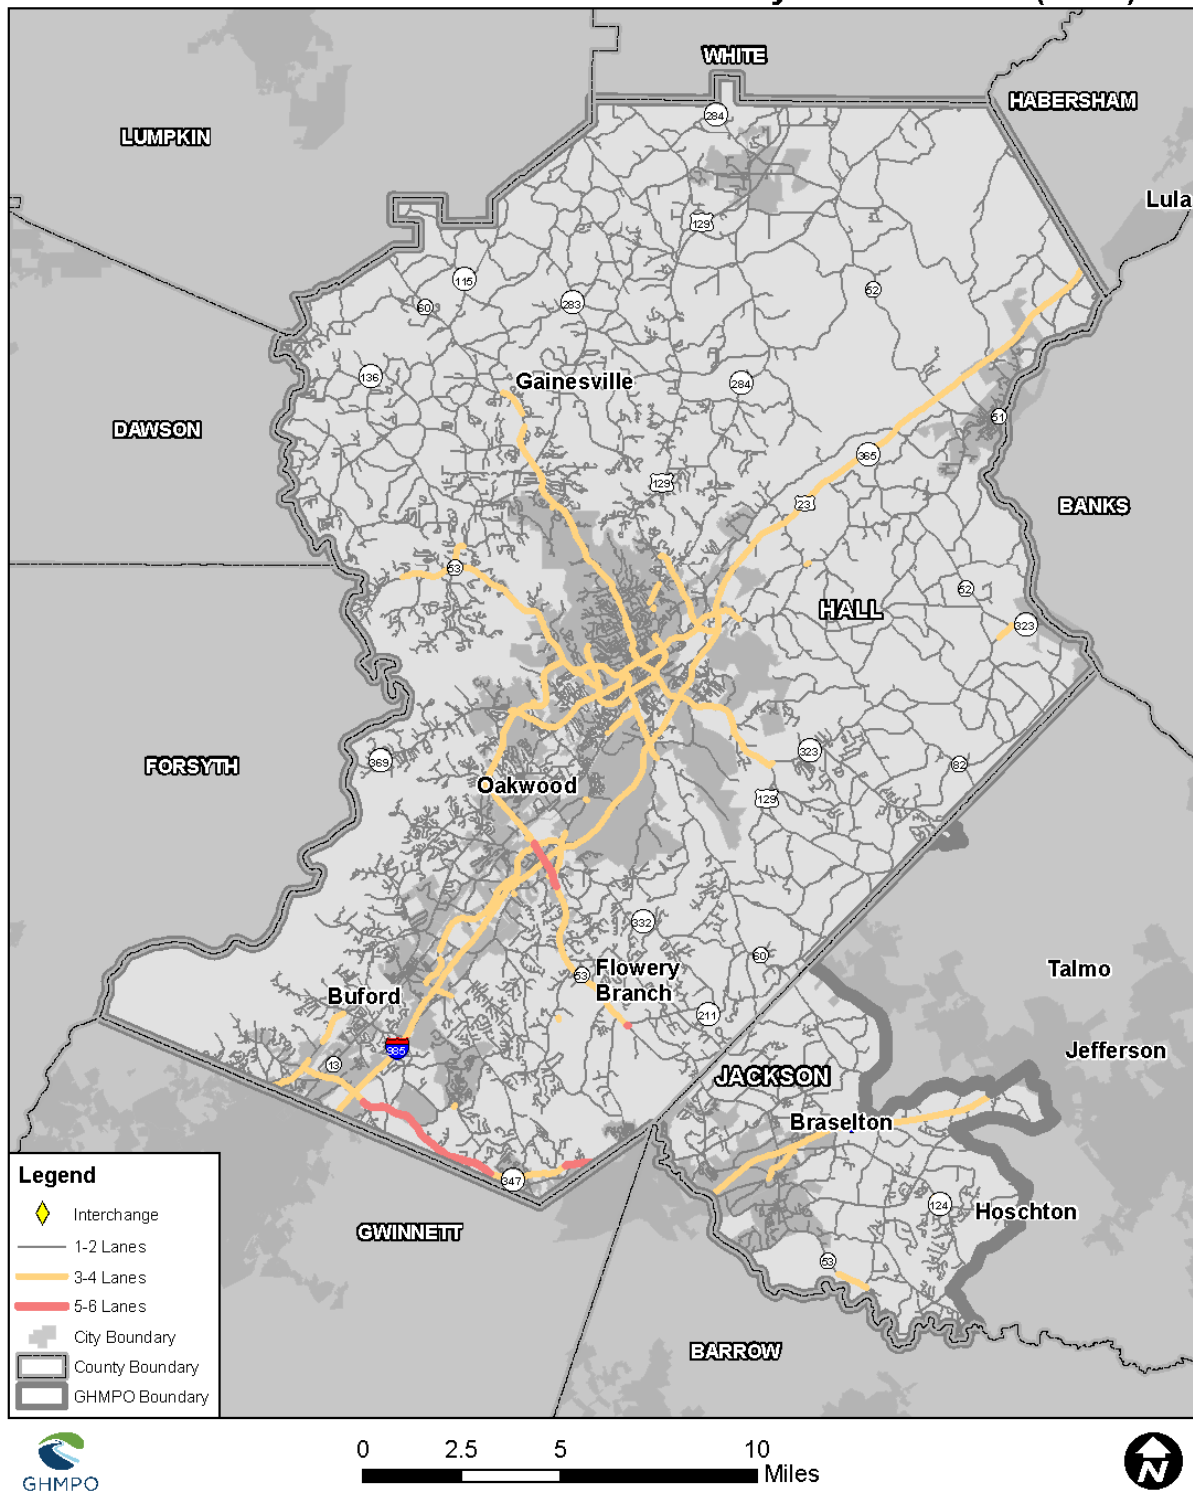 WHITE
HABERSHAM
284
LUMPKIN
Lula
129
115
52
60
283
136
Gainesville
284
51
DAWSON
365
129
23
BANKS
53
52
HALL
323
323
369
FORSYTH
82
Oakwood
129
332
60
Flowery
Branch
53
Talmo
Buford
211
385
Jefferson
13
JACKSON
Braselton
347
124
Hoschton
GWINNETT
53
BARROW
Legend
Interchange
1-2 Lanes
3-4 Lanes
5-6 Lanes
City Boundary
County Boundary
GHMPO Boundary
GHMPO
0 2.5 5 10
Miles
N